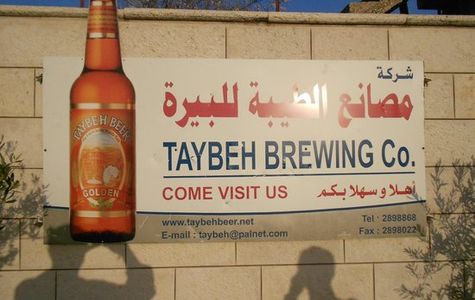 شركة
مصانع الطيبة للبيرة
TAYBEH BREWING Co.
COME VISIT US
أهلا و سهلا بكم
www.taybehbeer.net
E-mail : taybeh@palnet.com
Tel : 2898868
Fax : 2898022
TAYBEH BEER
GOLDEN